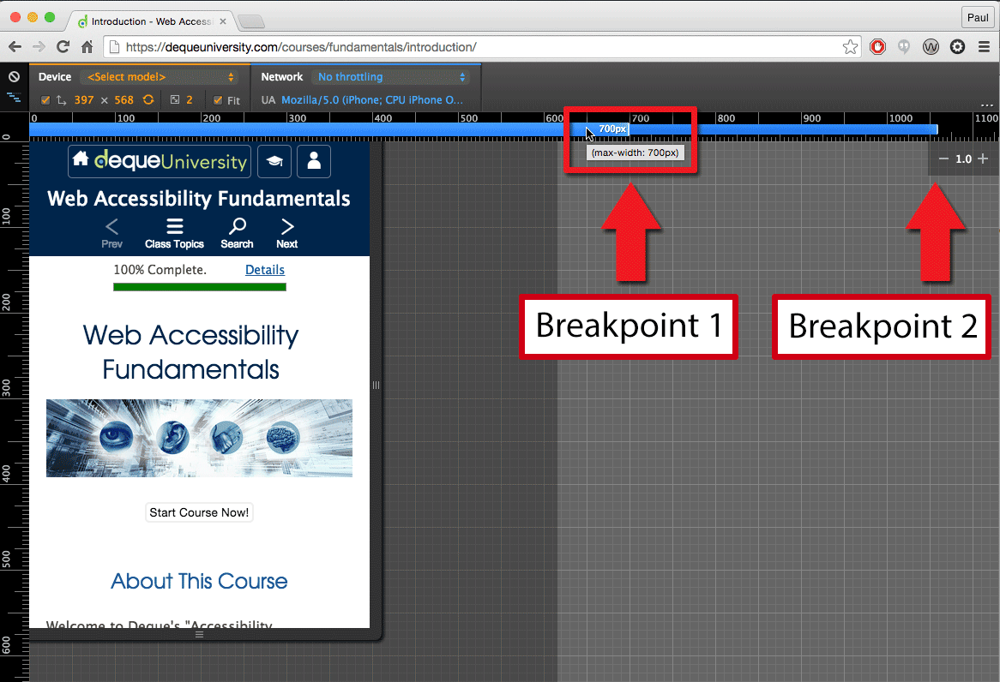 Introduction - Web Access
Paul
https://dequeuniversity.com/courses/fundamentals/introduction/
Device <Select model> Network No throttling
397 × 568 2 Fit UA Mozilla/5.0 (iPhone; CPU iPhone O...
0 100 200 300 400 500 600 700 800 900 1000 1100
700px
(max-width: 700px)
1.0
dequeUniversity
Web Accessibility Fundamentals
Prev Class Topics Search Next
100% Complete. Details
Web Accessibility
Fundamentals
Start Course Now!
About This Course
Welcome to Deque's "Accessibility
Breakpoint 1 Breakpoint 2
0
100
200
300
400
500
600